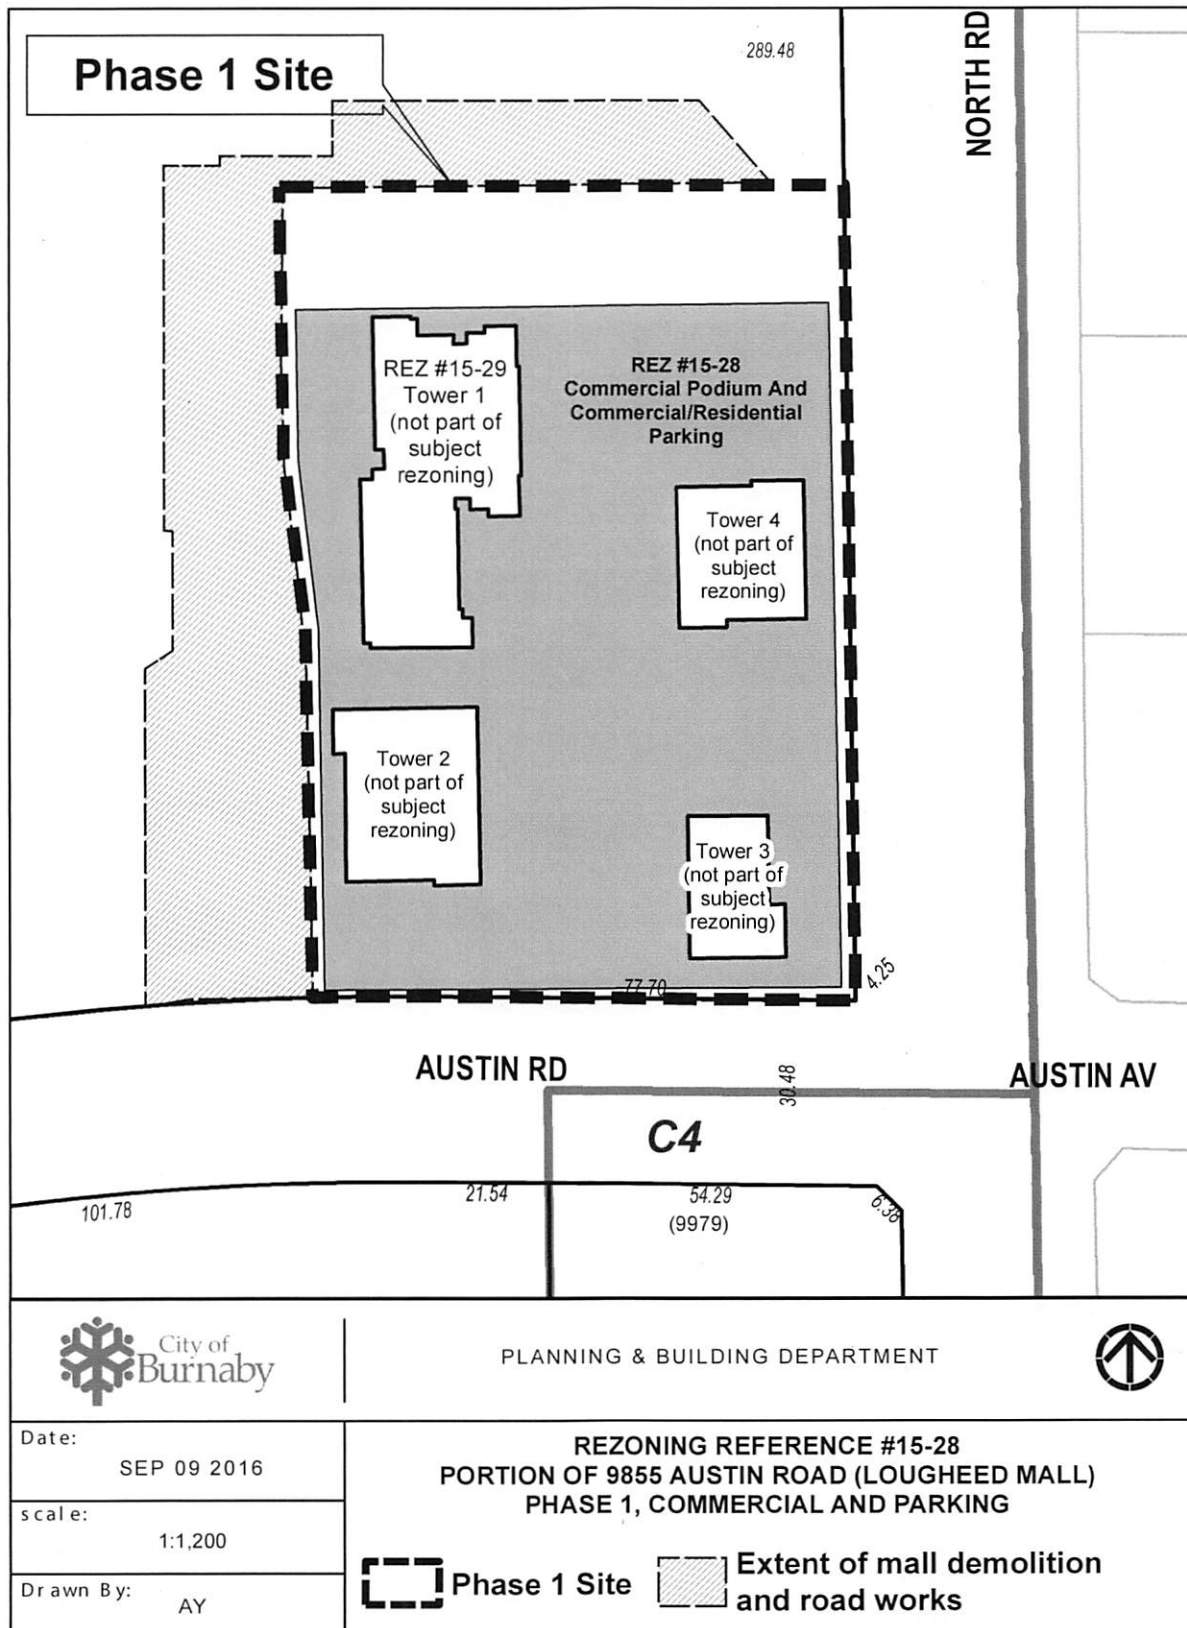 Phase 1 Site
289.48
NORTH RD
REZ #15-29
Tower 1
(not part of
subject
rezoning)
REZ #15-28
Commercial Podium And
Commercial/Residential
Parking
Tower 4
(not part of
subject
rezoning)
Tower 2
(not part of
subject
rezoning)
Tower 3
(not part of
subject
rezoning)
77.70
4.25
AUSTIN RD
AUSTIN AV
30.48
C4
101.78
21.54
54.29
(9979)
6.38
City of
Burnaby
PLANNING & BUILDING DEPARTMENT
Date:
SEP 09 2016
scale:
1:1,200
Drawn By:
AY
REZONING REFERENCE #15-28
PORTION OF 9855 AUSTIN ROAD (LOUGHEED MALL)
PHASE 1, COMMERCIAL AND PARKING
Phase 1 Site
Extent of mall demolition
and road works